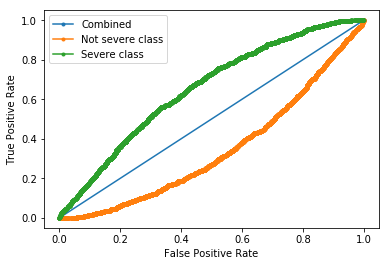 Combined
Not severe class
Severe class
1.0
0.8
0.6
0.4
0.2
0.0
True Positive Rate
0.0 0.2 0.4 0.6 0.8 1.0
False Positive Rate